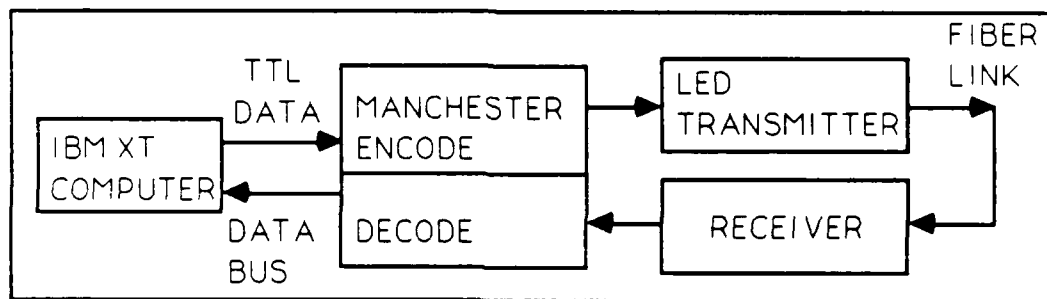 TTL
DATA
IBM XT
COMPUTER
DATA
BUS
MANCHESTER
ENCODE
DECODE
LED
TRANSMITTER
FIBER
LINK
RECEIVER